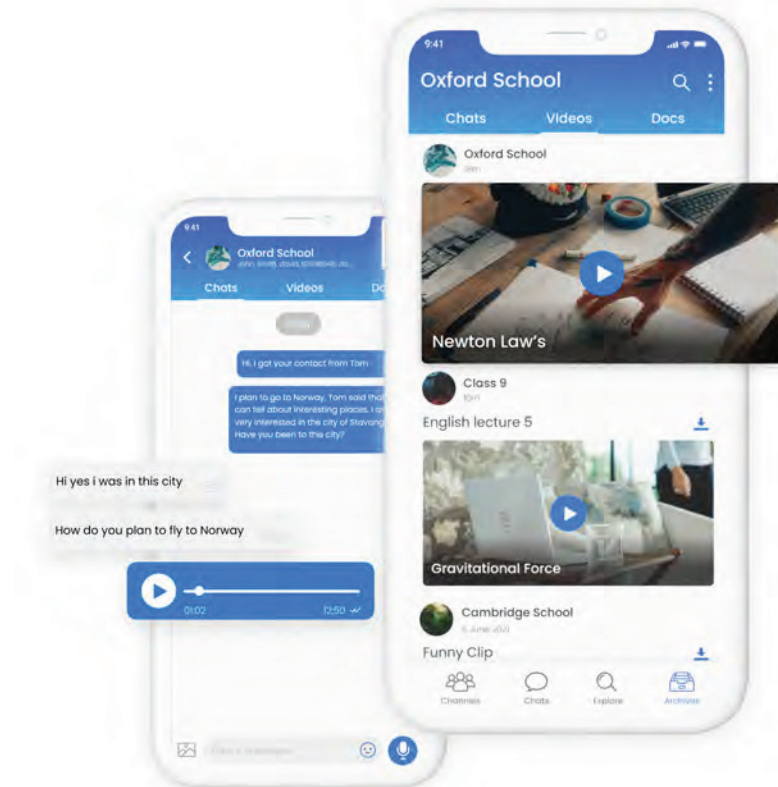 9:41
Oxford School
Chats Videos Docs
Oxford School
Newton Law's
Class 9
English lecture 5
Gravitational Force
Cambridge School
5 June 2021
Funny Clip
Channels Chats Explore Archives
9:41
Oxford School
Chats Videos Do
Hi, i got your contact from Tom
I plan to go to Norway, Tom said that
can tell about interesting places. I
very interested in the city of Stavang
Have you been to this city?
Hi yes i was in this city
How do you plan to fly to Norway
01:02 12:50